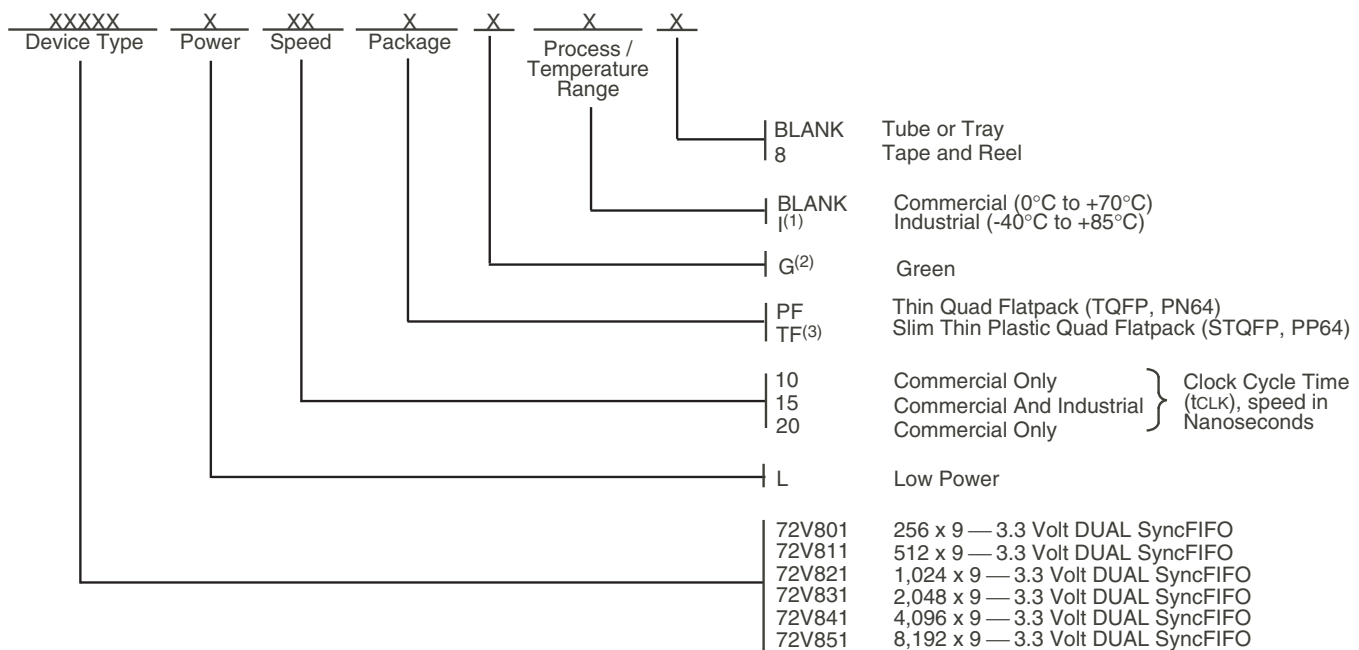 XXXXX X XX X X X X
Device Type Power Speed Package Process /
Temperature
Range
BLANK Tube or Tray
8 Tape and Reel
BLANK Commercial (0°C to +70°C)
I(1) Industrial (-40°C to +85°C)
G(2) Green
PF Thin Quad Flatpack (TQFP, PN64)
TF(3) Slim Thin Plastic Quad Flatpack (STQFP, PP64)
10 Commercial Only
15 Commercial And Industrial
20 Commercial Only
Clock Cycle Time
(tCLK), speed in
Nanoseconds
L Low Power
72V801 256 x 9 — 3.3 Volt DUAL SyncFIFO
72V811 512 x 9 — 3.3 Volt DUAL SyncFIFO
72V821 1,024 x 9 — 3.3 Volt DUAL SyncFIFO
72V831 2,048 x 9 — 3.3 Volt DUAL SyncFIFO
72V841 4,096 x 9 — 3.3 Volt DUAL SyncFIFO
72V851 8,192 x 9 — 3.3 Volt DUAL SyncFIFO